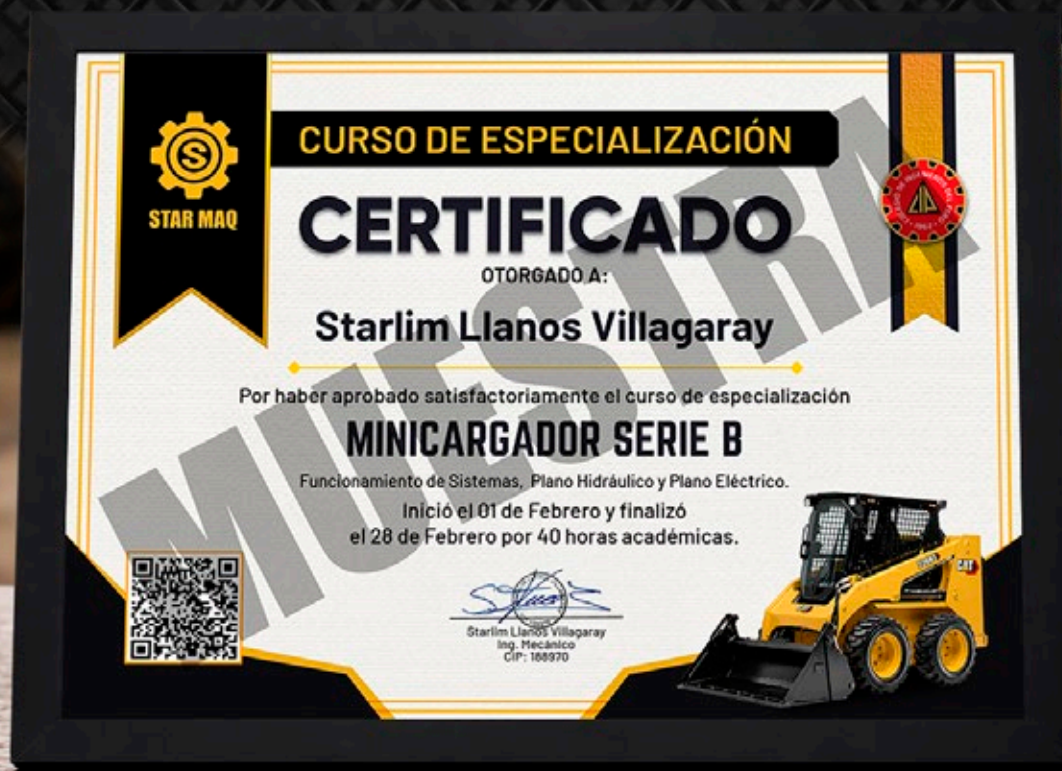 STAR MAQ
CURSO DE ESPECIALIZACIÓN
CERTIFICADO
OTORGADO A:
Starlim Llanos Villagaray
Por haber aprobado satisfactoriamente el curso de especialización
MINICARGADOR SERIE B
Funcionamiento de Sistemas, Plano Hidráulico y Plano Eléctrico.
Inició el 01 de Febrero y finalizó
el 28 de Febrero por 40 horas académicas.
Starlim Llanos Villagaray
Ing. Mecánico
CIP: 188970
MUESTRA
CAT